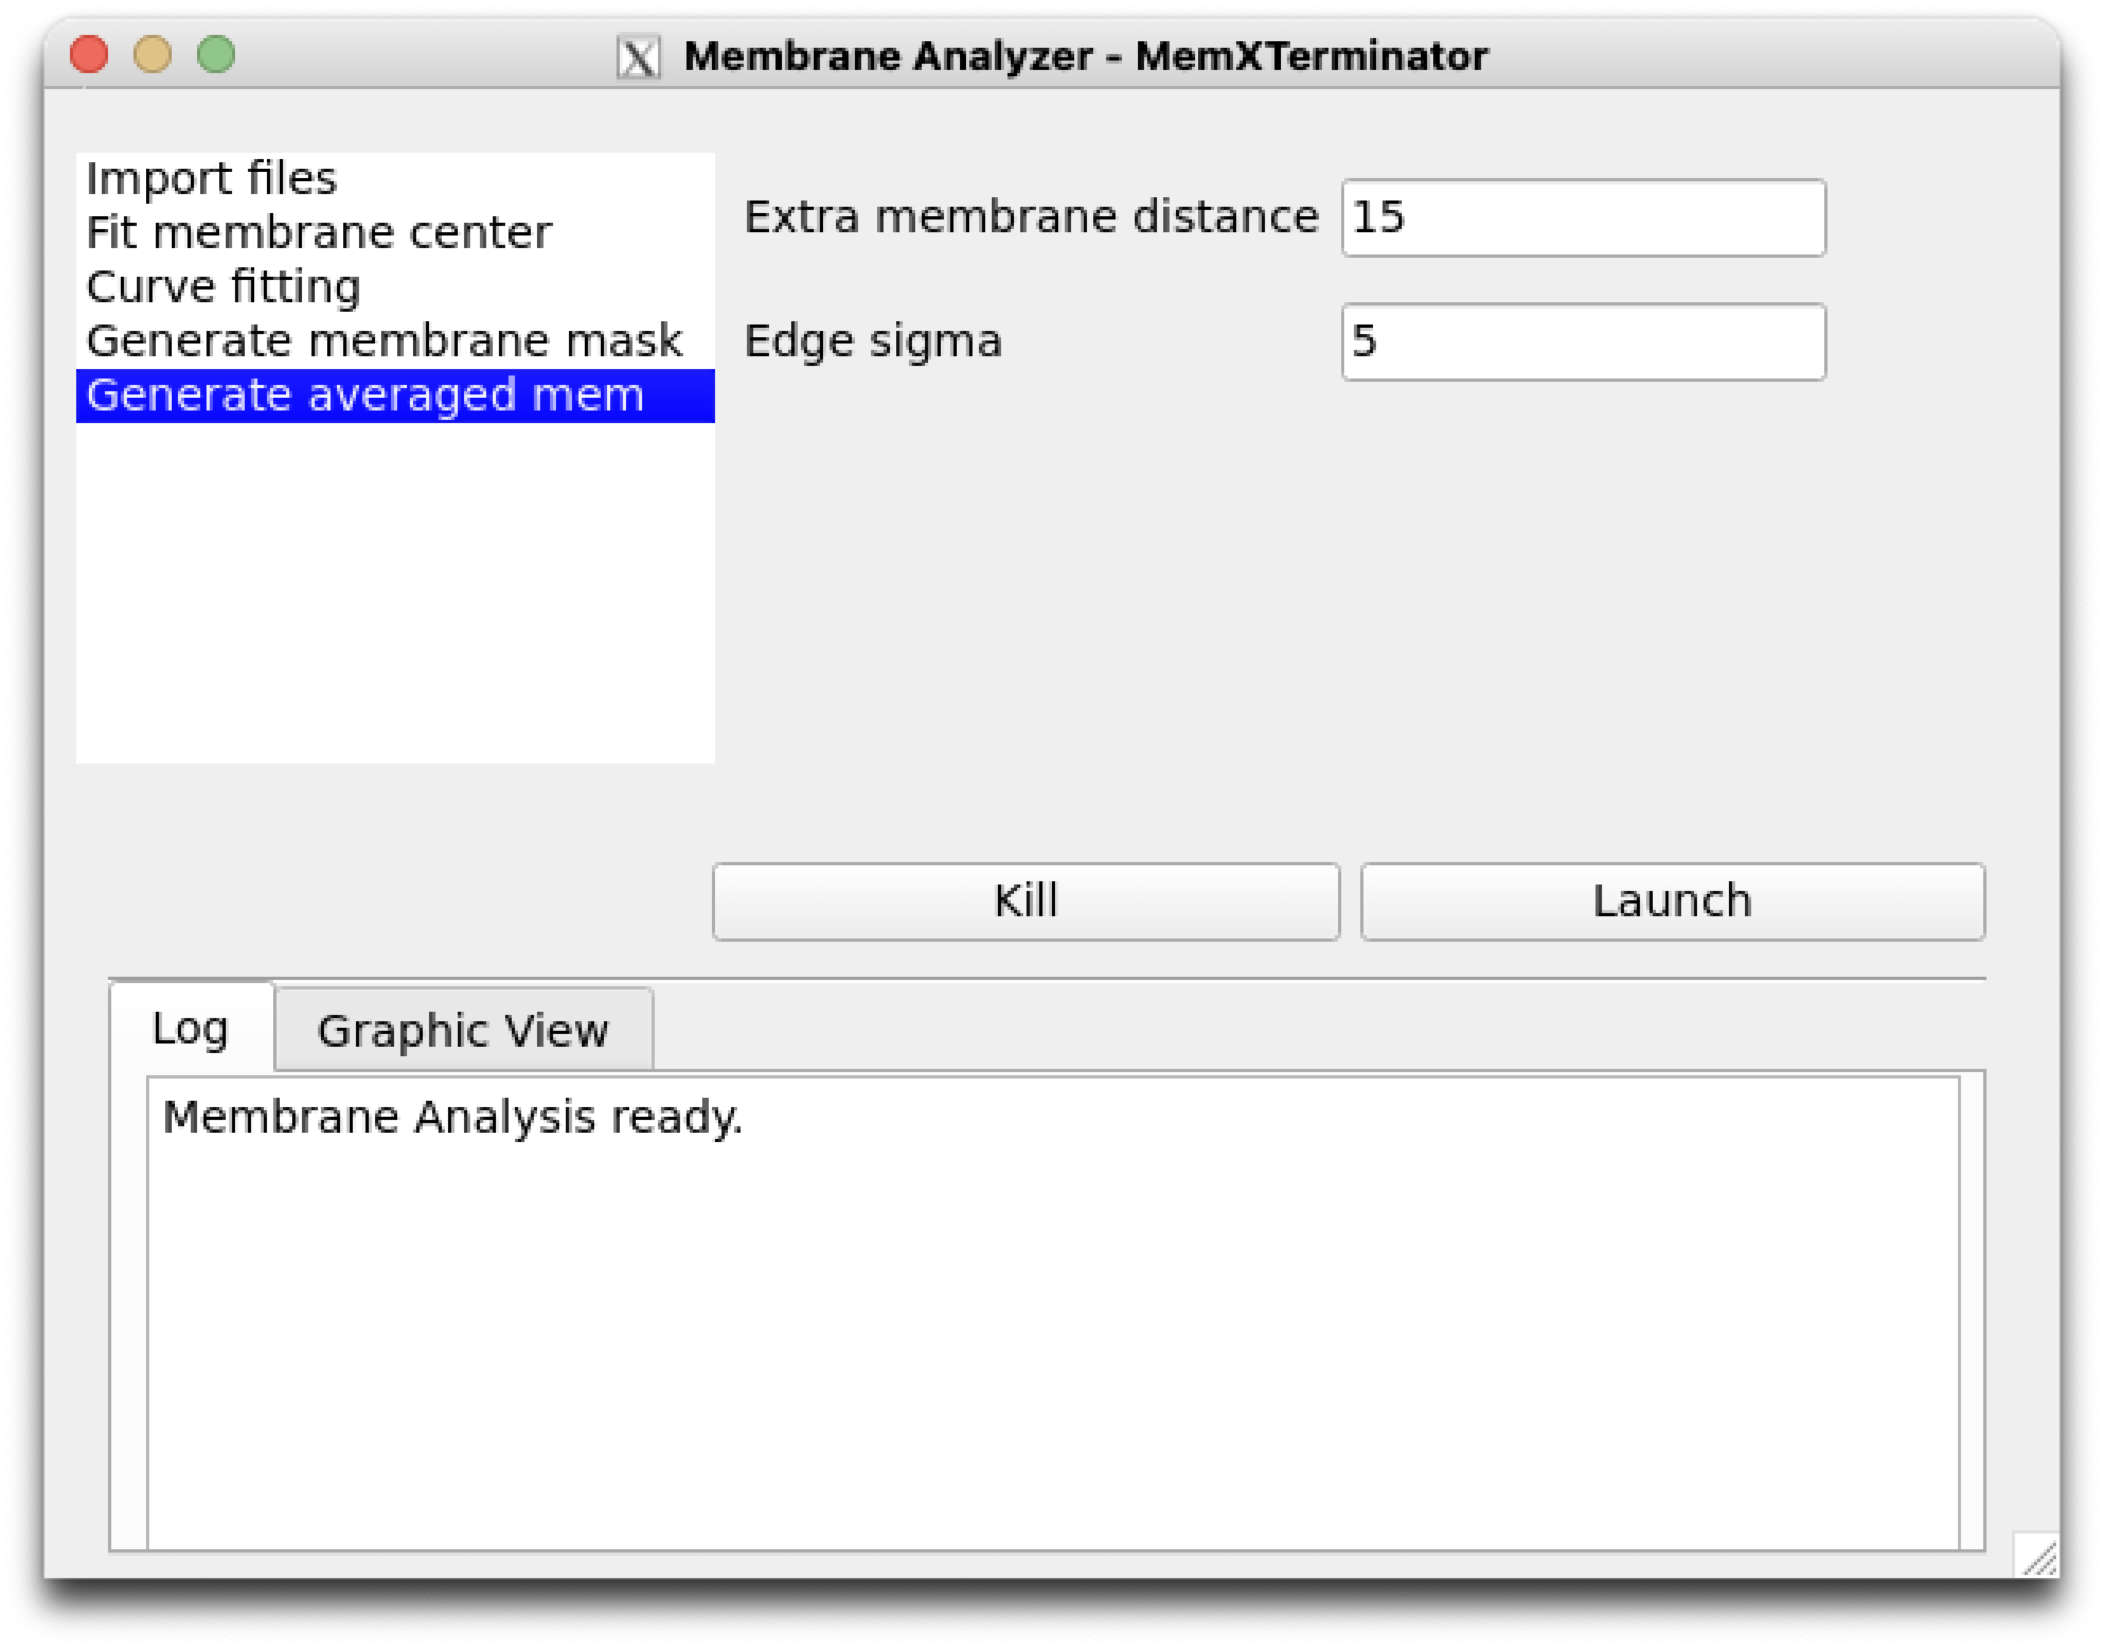 Membrane Analyzer - MemXTerminator
Import files
Fit membrane center
Curve fitting
Generate membrane mask
Generate averaged mem
Extra membrane distance 15
Edge sigma 5
Kill Launch
Log Graphic View
Membrane Analysis ready.